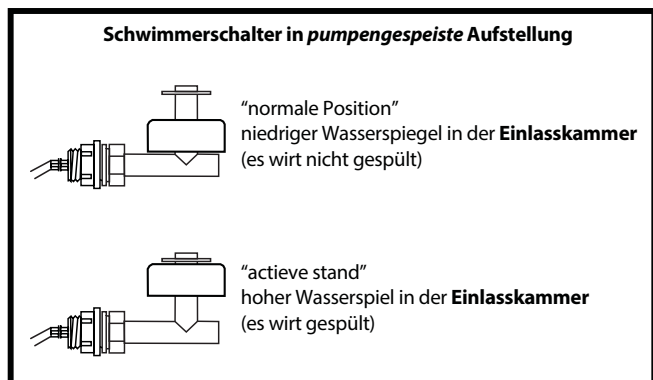 Schwimmerschalter in pumpengespeiste Aufstellung
“normale Position”
niedriger Wasserspiegel in der Einlasskammer
(es wirt nicht gespült)
“actieve stand”
hoher Wasserspiel in der Einlasskammer
(es wirt gespült)